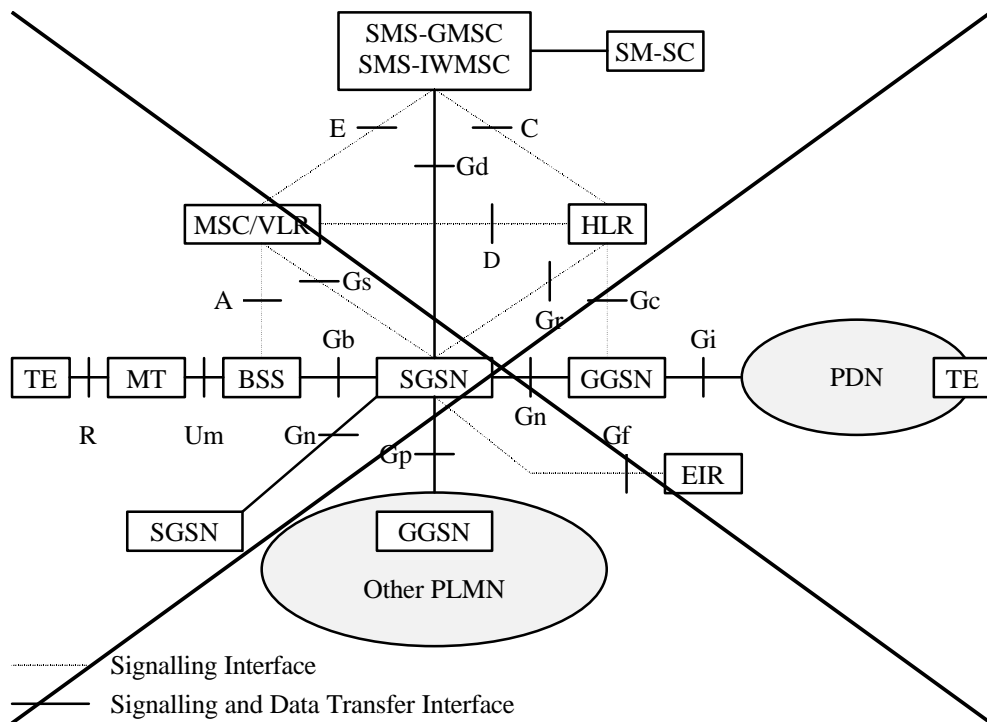 SMS-GMSC
SMS-IWMSC
SM-SC
E
C
Gd
MSC/VLR
HLR
D
Gs
A
Gr
Gc
Gb
Gi
TE
MT
BSS
SGSN
GGSN
PDN
TE
R
Um
Gn
Gn
Gf
Gp
EIR
SGSN
GGSN
Other PLMN
Signalling Interface
Signalling and Data Transfer Interface